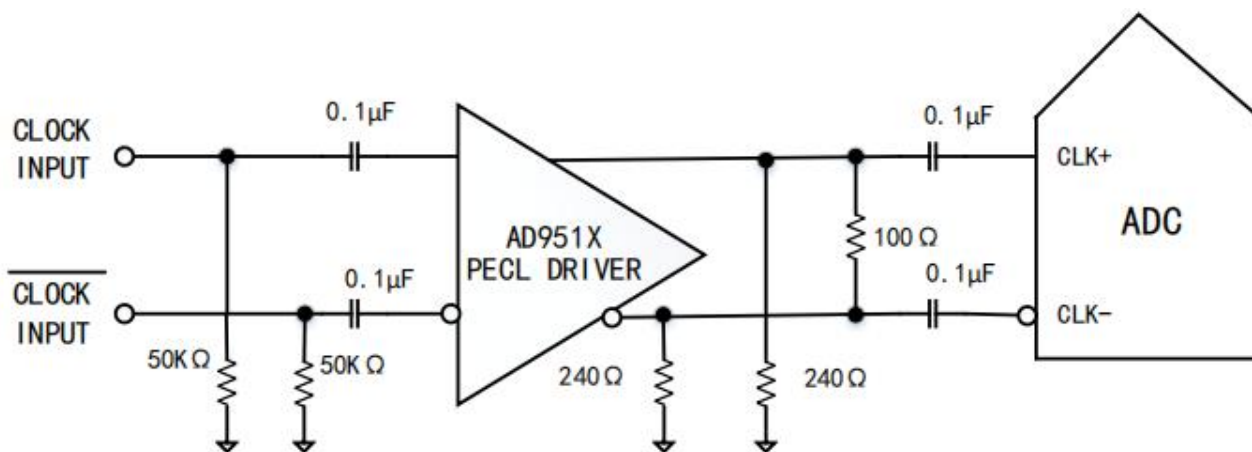 0.1μF
0.1μF
CLOCK
INPUT
CLK+
AD951X
PECL DRIVER
100Ω
ADC
CLOCK
INPUT
0.1μF
0.1μF
CLK-
50KΩ
50KΩ
240Ω
240Ω